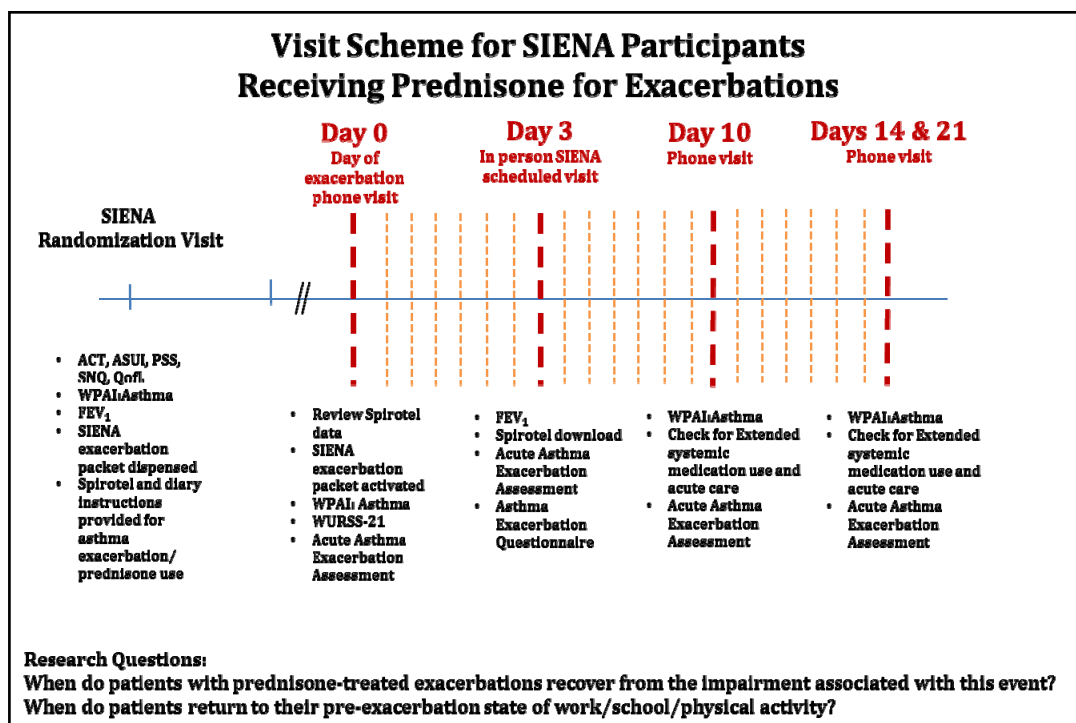 Visit Scheme for SIENA Participants
Receiving Prednisone for Exacerbations
Day 0
Day of
exacerbation
phone visit
Day 3
In person SIENA
scheduled visit
Day 10
Phone visit
Days 14 & 21
Phone visit
SIENA
Randomization Visit
//
• ACT, ASUI, PSS,
SNQ, Qnfl.
• WPAI:Asthma
• FEV1
• SIENA
exacerbation
packet dispensed
• Spirotel and diary
instructions
provided for
asthma
exacerbation/
prednisone use
• Review Spirotel
data
• SIENA
exacerbation
packet activated
• WPAI: Asthma
• WURSS-21
• Acute Asthma
Exacerbation
Assessment
• FEV1
• Spirotel download
• Acute Asthma
Exacerbation
Assessment
• Asthma
Exacerbation
Questionnaire
• WPAI:Asthma
• Check for Extended
systemic
medication use and
acute care
• Acute Asthma
Exacerbation
Assessment
• WPAI:Asthma
• Check for Extended
systemic
medication use and
acute care
• Acute Asthma
Exacerbation
Assessment
Research Questions:
When do patients with prednisone-treated exacerbations recover from the impairment associated with this event?
When do patients return to their pre-exacerbation state of work/school/physical activity?